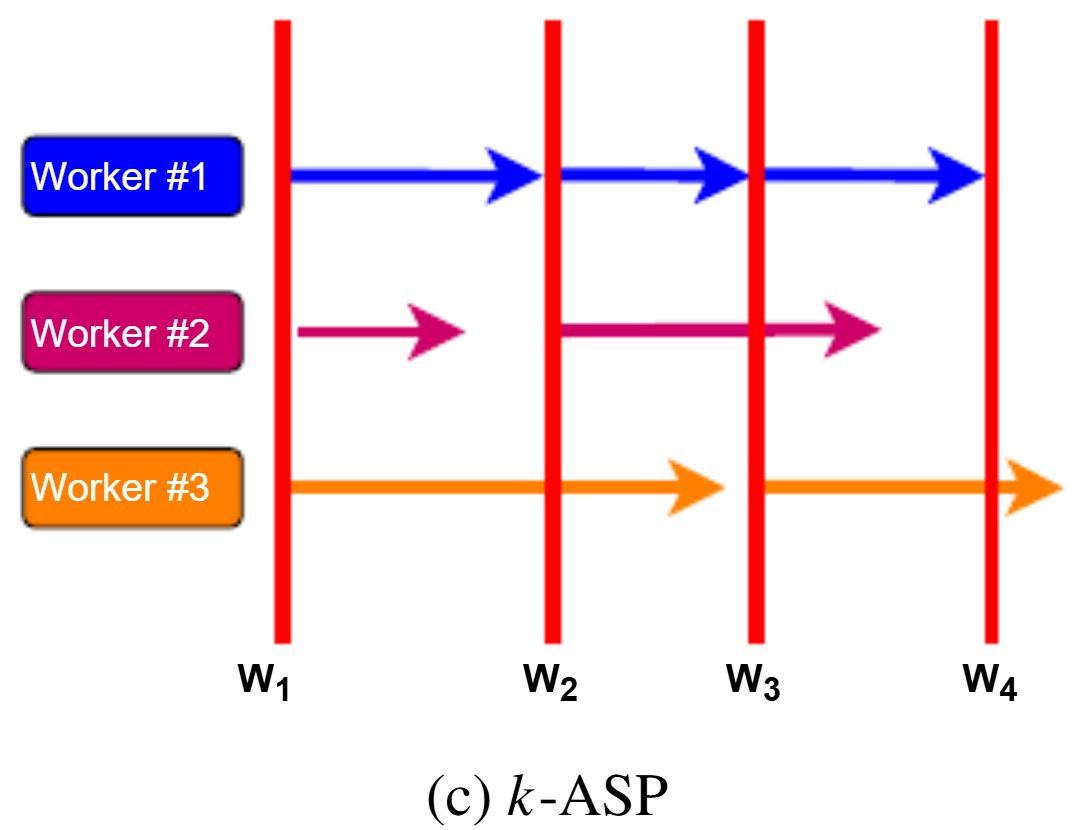 Worker #1
Worker #2
Worker #3
w₁ w₂ w₃ w₄
(c) k-ASP